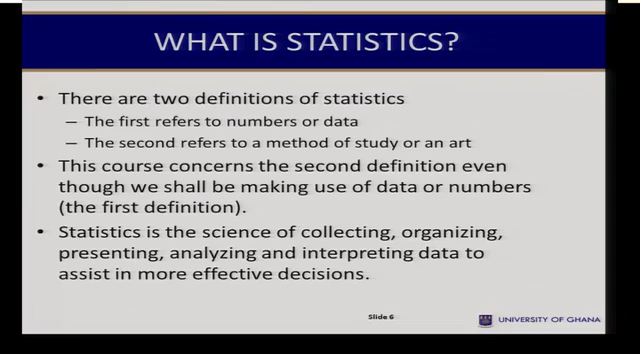 WHAT IS STATISTICS?
• There are two definitions of statistics
– The first refers to numbers or data
– The second refers to a method of study or an art
• This course concerns the second definition even
though we shall be making use of data or numbers
(the first definition).
• Statistics is the science of collecting, organizing,
presenting, analyzing and interpreting data to
assist in more effective decisions.
Slide 6
UNIVERSITY OF GHANA